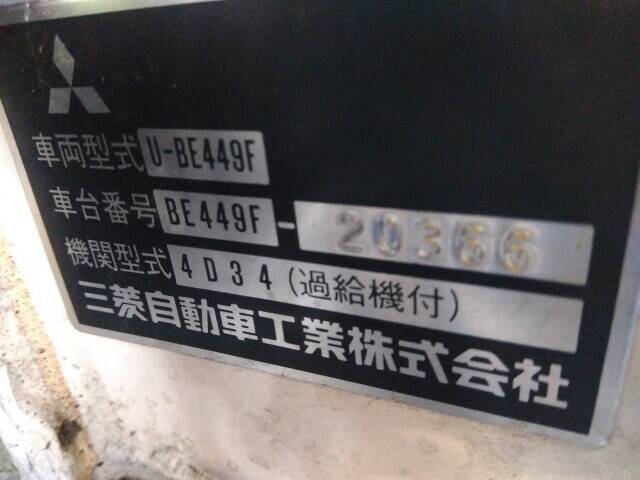 車両型式 U-BE449F
車台番号 BE449F-20366
機関型式 4D34(過給機付)
三菱自動車工業株式会社